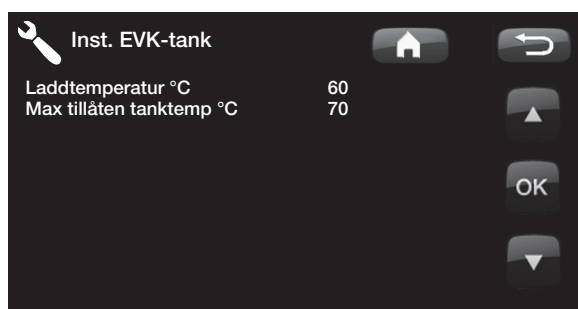 Inst. EVK-tank
Laddtemperatur °C 60
Max tillåten tanktemp °C 70
OK